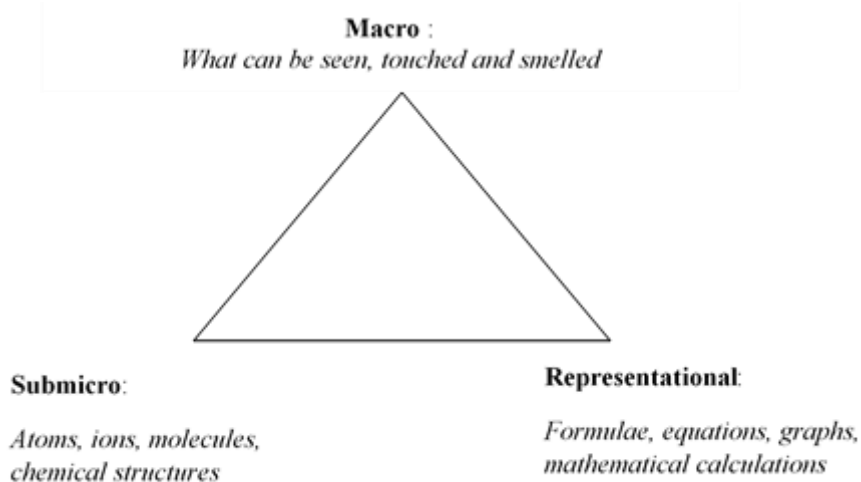 Macro :
What can be seen, touched and smelled
Submicro:
Atoms, ions, molecules,
chemical structures
Representational:
Formulae, equations, graphs,
mathematical calculations